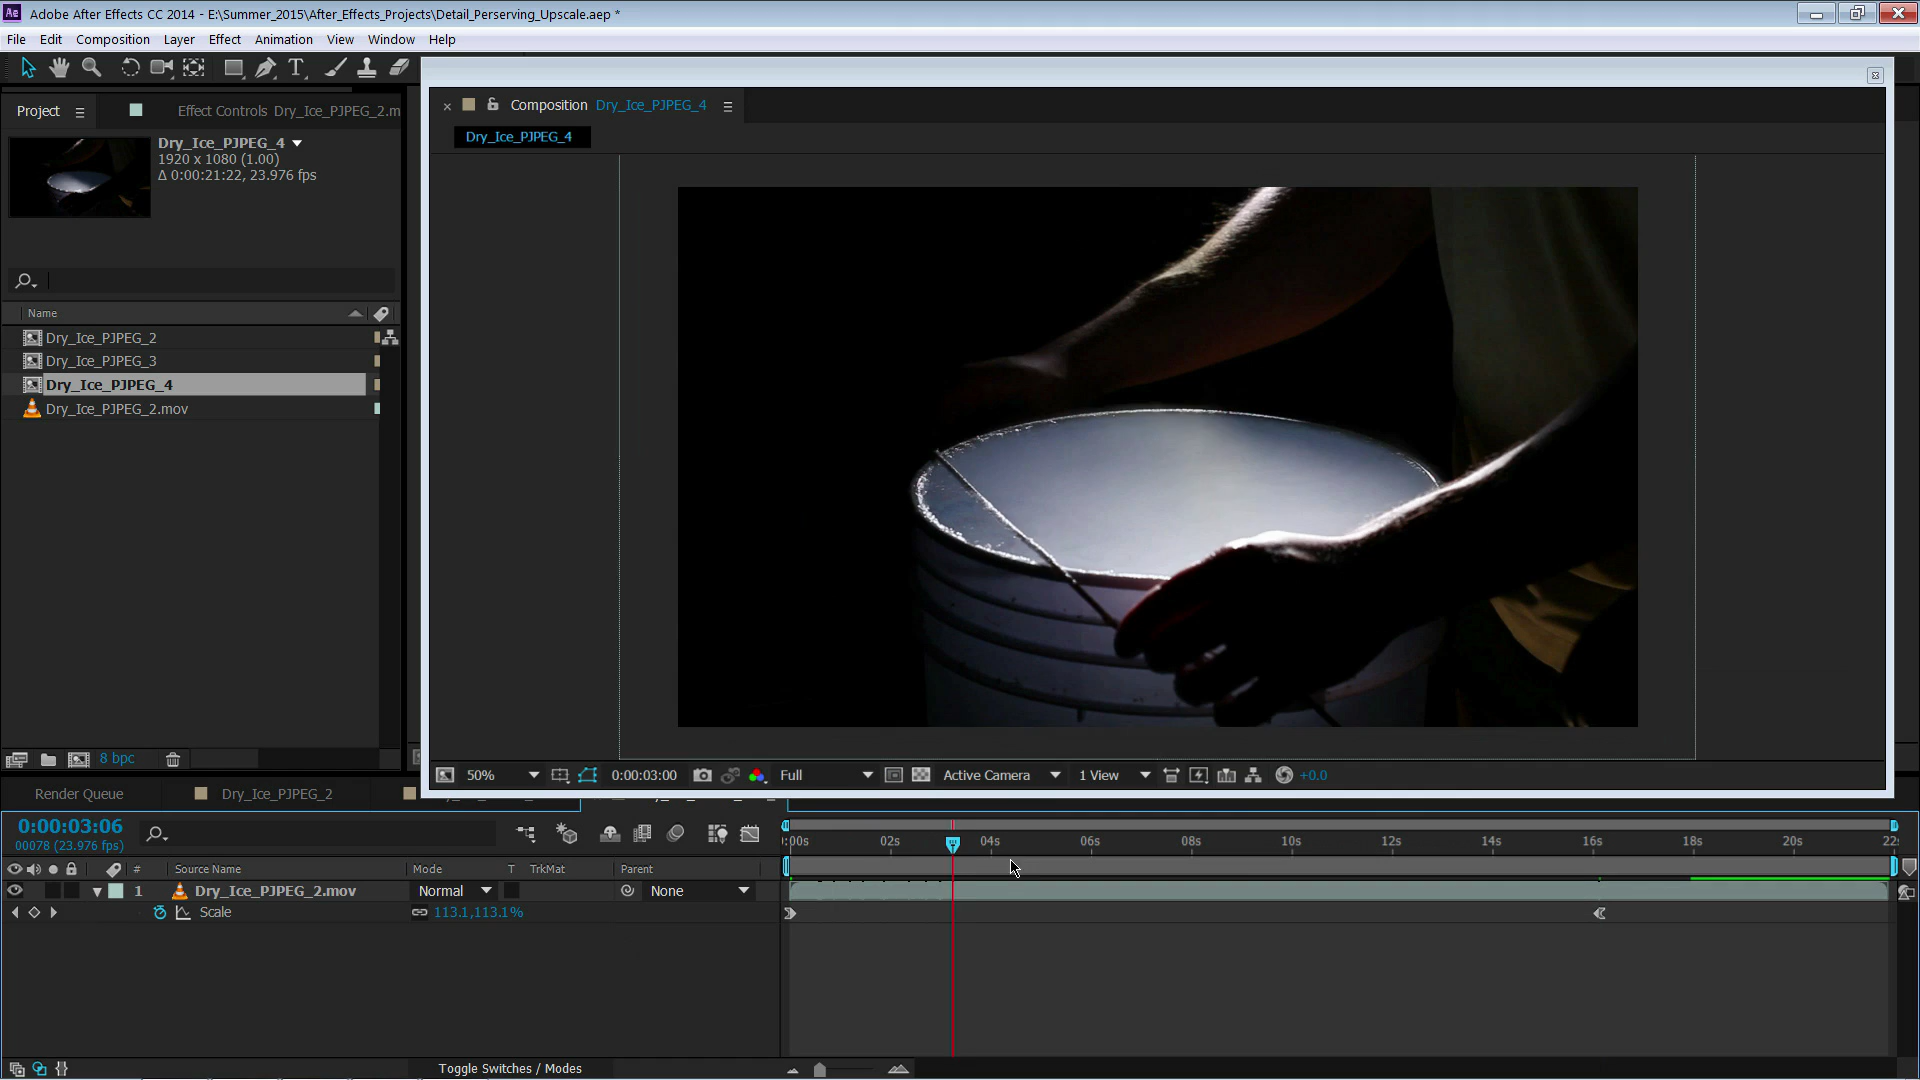 Adobe After Effects CC 2014 - E:\Summer_2015\After_Effects_Projects\Detail_Perserving_Upscale.aep *
File Edit Composition Layer Effect Animation View Window Help
Project
Effect Controls Dry_Ice_PJPEG_2.m
Composition Dry_Ice_PJPEG_4
Dry_Ice_PJPEG_4
Dry_Ice_PJPEG_4
1920 x 1080 (1.00)
Δ 0:00:21:22, 23.976 fps
Name
Dry_Ice_PJPEG_2
Dry_Ice_PJPEG_3
Dry_Ice_PJPEG_4
Dry_Ice_PJPEG_2.mov
8 bpc
50% 0:00:03:00 Full Active Camera 1 View +0.0
Render Queue Dry_Ice_PJPEG_2
0:00:03:06
00078 (23.976 fps)
:00s 02s 04s 06s 08s 10s 12s 14s 16s 18s 20s 22
# Source Name Mode T TrkMat Parent
1 Dry_Ice_PJPEG_2.mov Normal None
Scale 113.1,113.1%
Toggle Switches / Modes